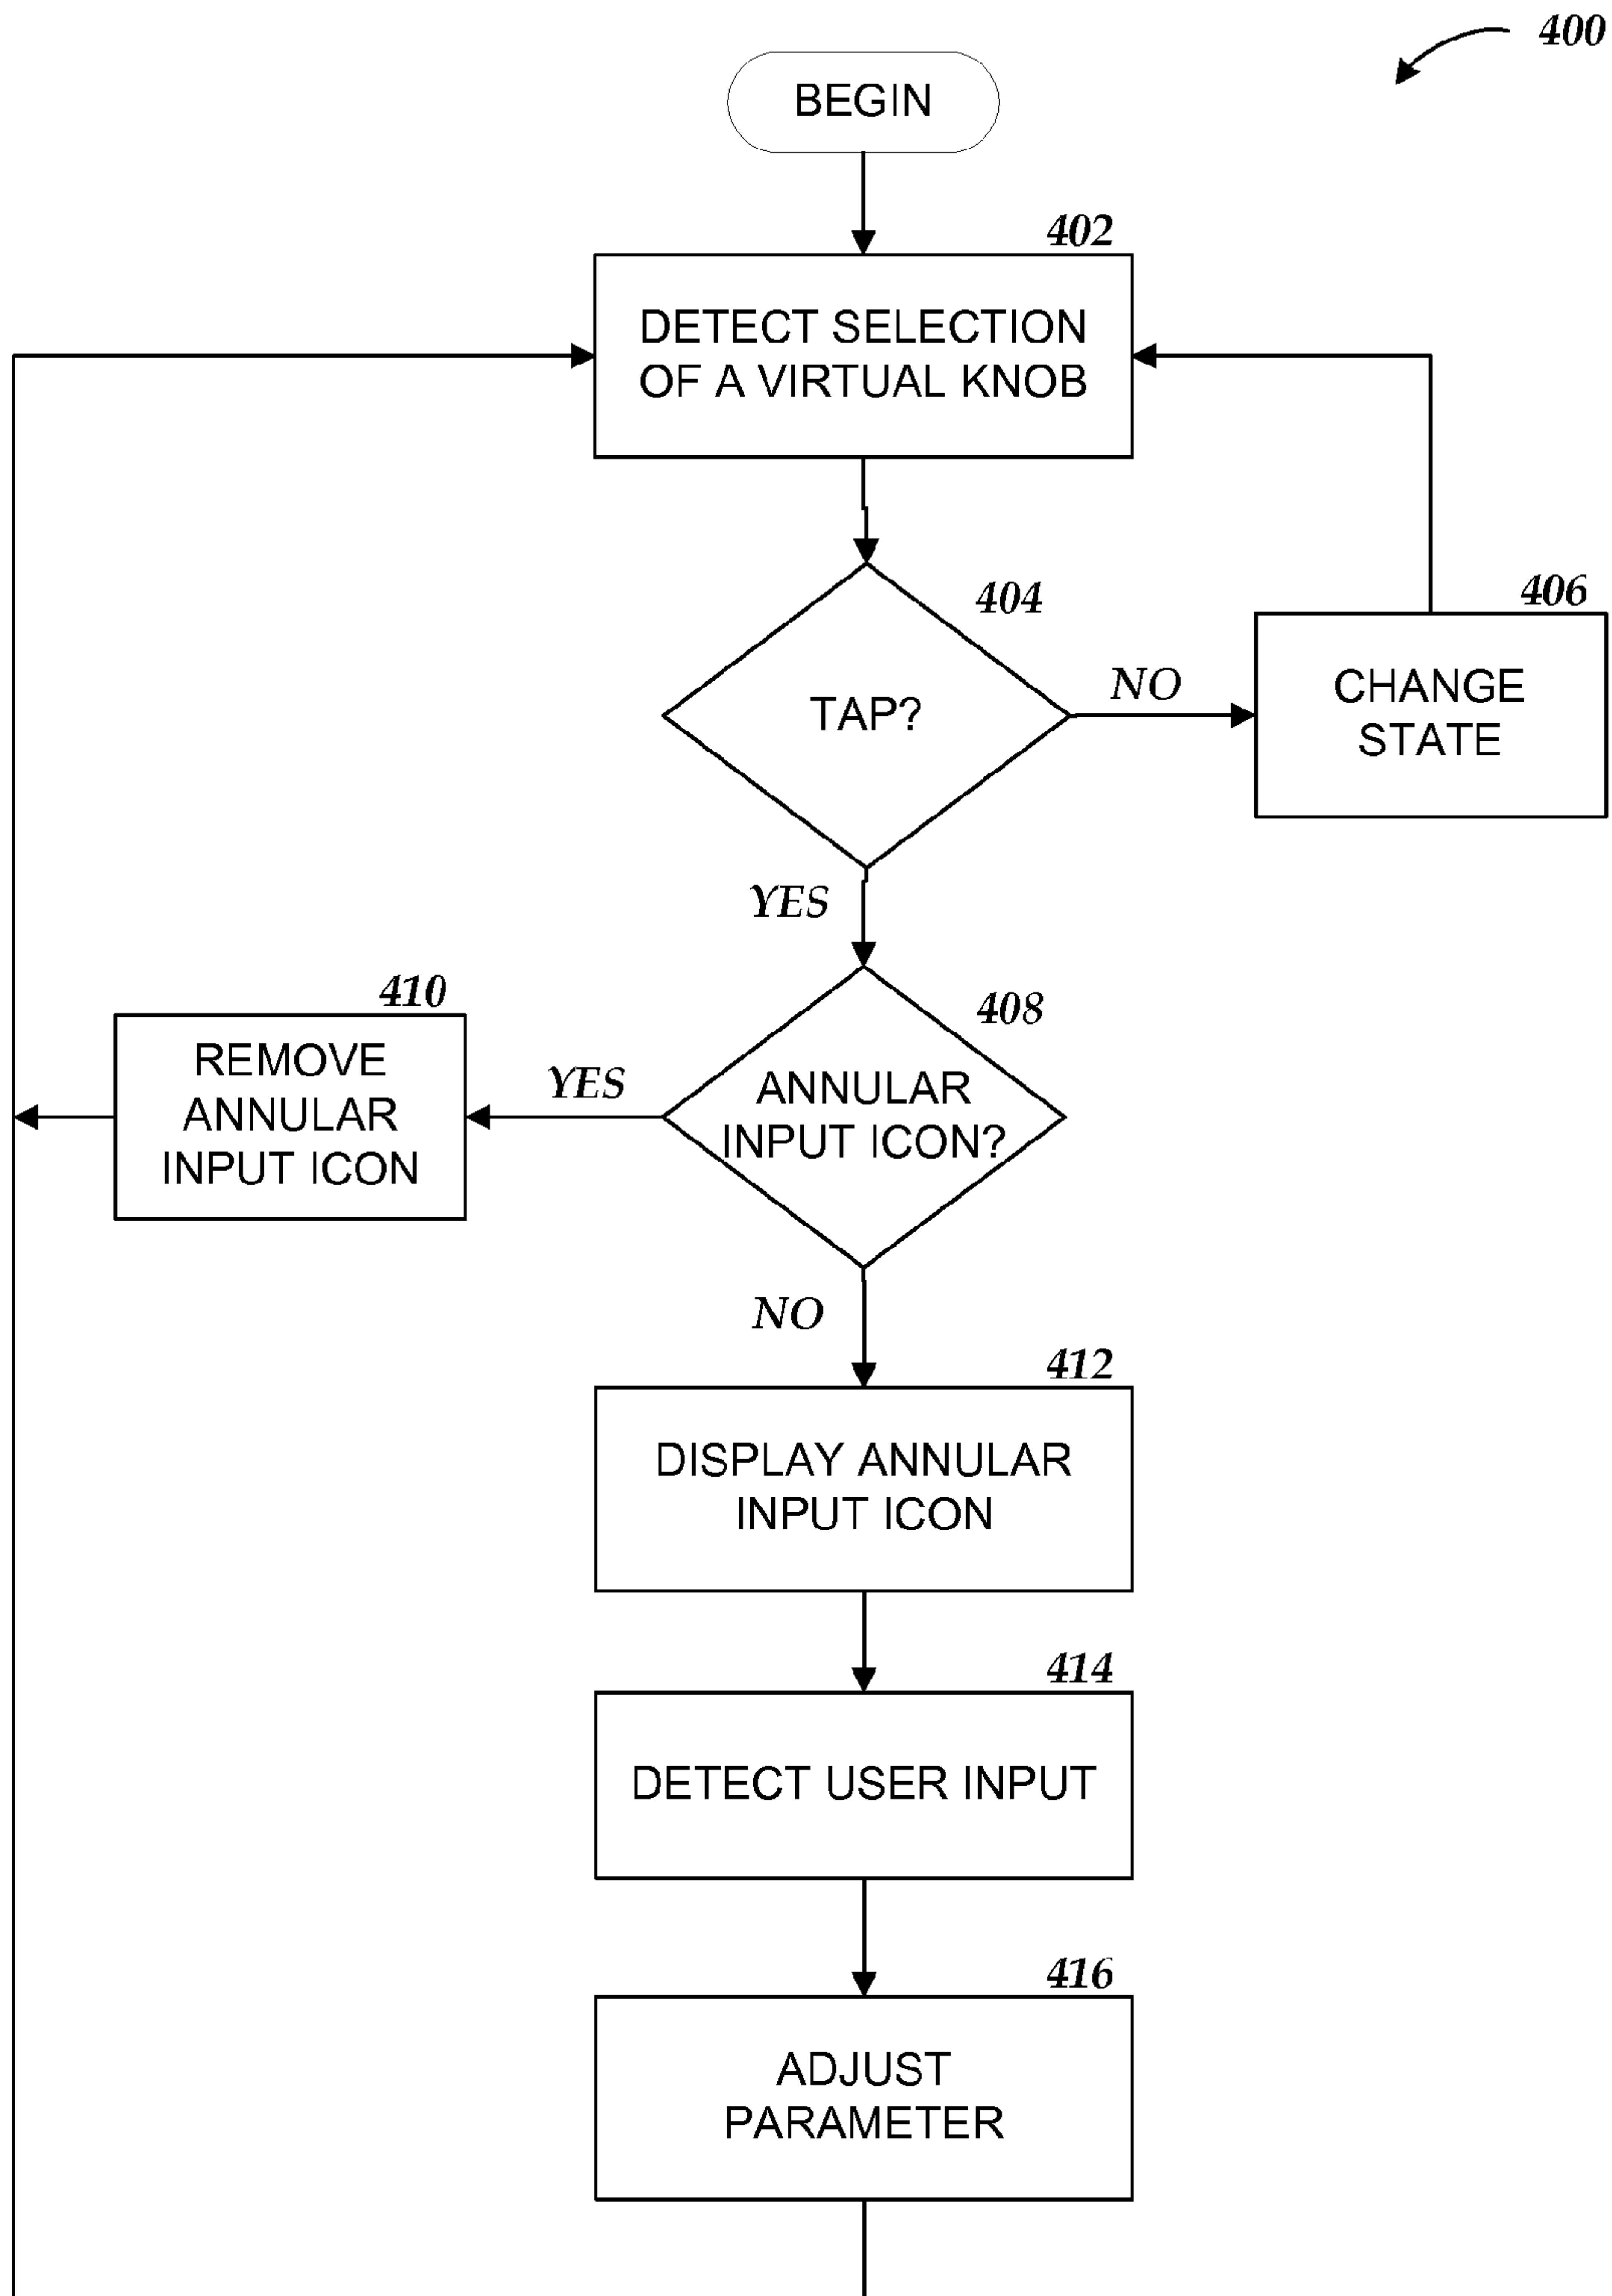 400
BEGIN
402
DETECT SELECTION
OF A VIRTUAL KNOB
404
TAP?
NO
406
CHANGE
STATE
YES
408
ANNULAR
INPUT ICON?
YES
410
REMOVE
ANNULAR
INPUT ICON
NO
412
DISPLAY ANNULAR
INPUT ICON
414
DETECT USER INPUT
416
ADJUST
PARAMETER